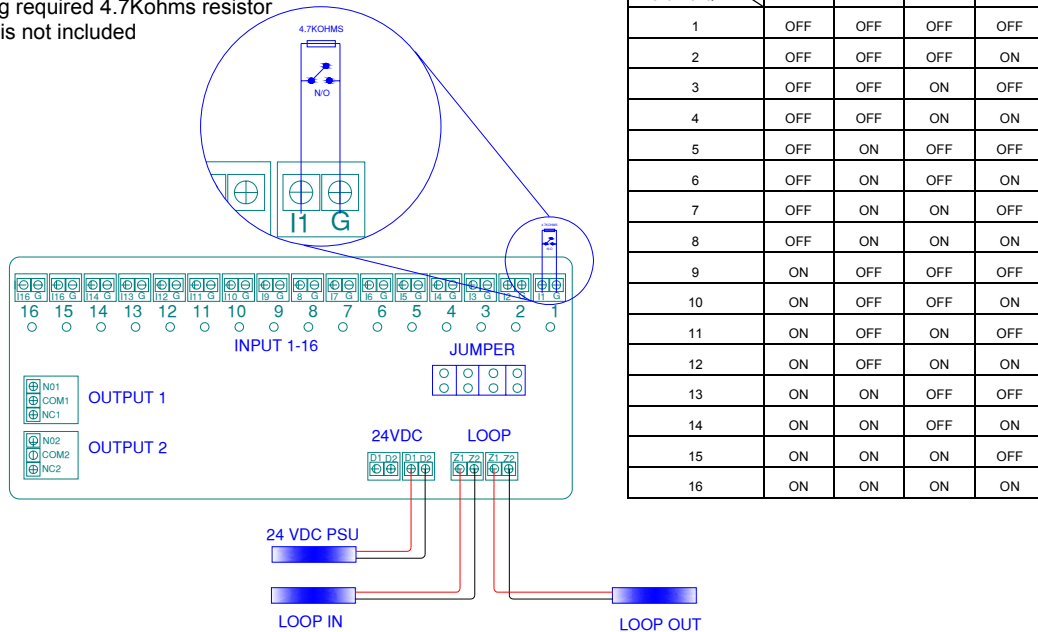 g required 4.7Kohms resistor
is not included
4.7KOHMS
N/O
I1 G
4.7KOHMS
N/O
I16 G I16 G I14 G I13 G I12 G I11 G I10 G I9 G 8 G I7 G I6 G I5 G I4 G I3 G I2 G I1 G
16 15 14 13 12 11 10 9 8 7 6 5 4 3 2 1
INPUT 1-16
JUMPER
N01
COM1
NC1
OUTPUT 1
N02
COM2
NC2
OUTPUT 2
24VDC LOOP
D1 D2 D1 D2 Z1 Z2 Z1 Z2
24 VDC PSU
LOOP IN
LOOP OUT
1 OFF OFF OFF OFF
2 OFF OFF OFF ON
3 OFF OFF ON OFF
4 OFF OFF ON ON
5 OFF ON OFF OFF
6 OFF ON OFF ON
7 OFF ON ON OFF
8 OFF ON ON ON
9 ON OFF OFF OFF
10 ON OFF OFF ON
11 ON OFF ON OFF
12 ON OFF ON ON
13 ON ON OFF OFF
14 ON ON OFF ON
15 ON ON ON OFF
16 ON ON ON ON